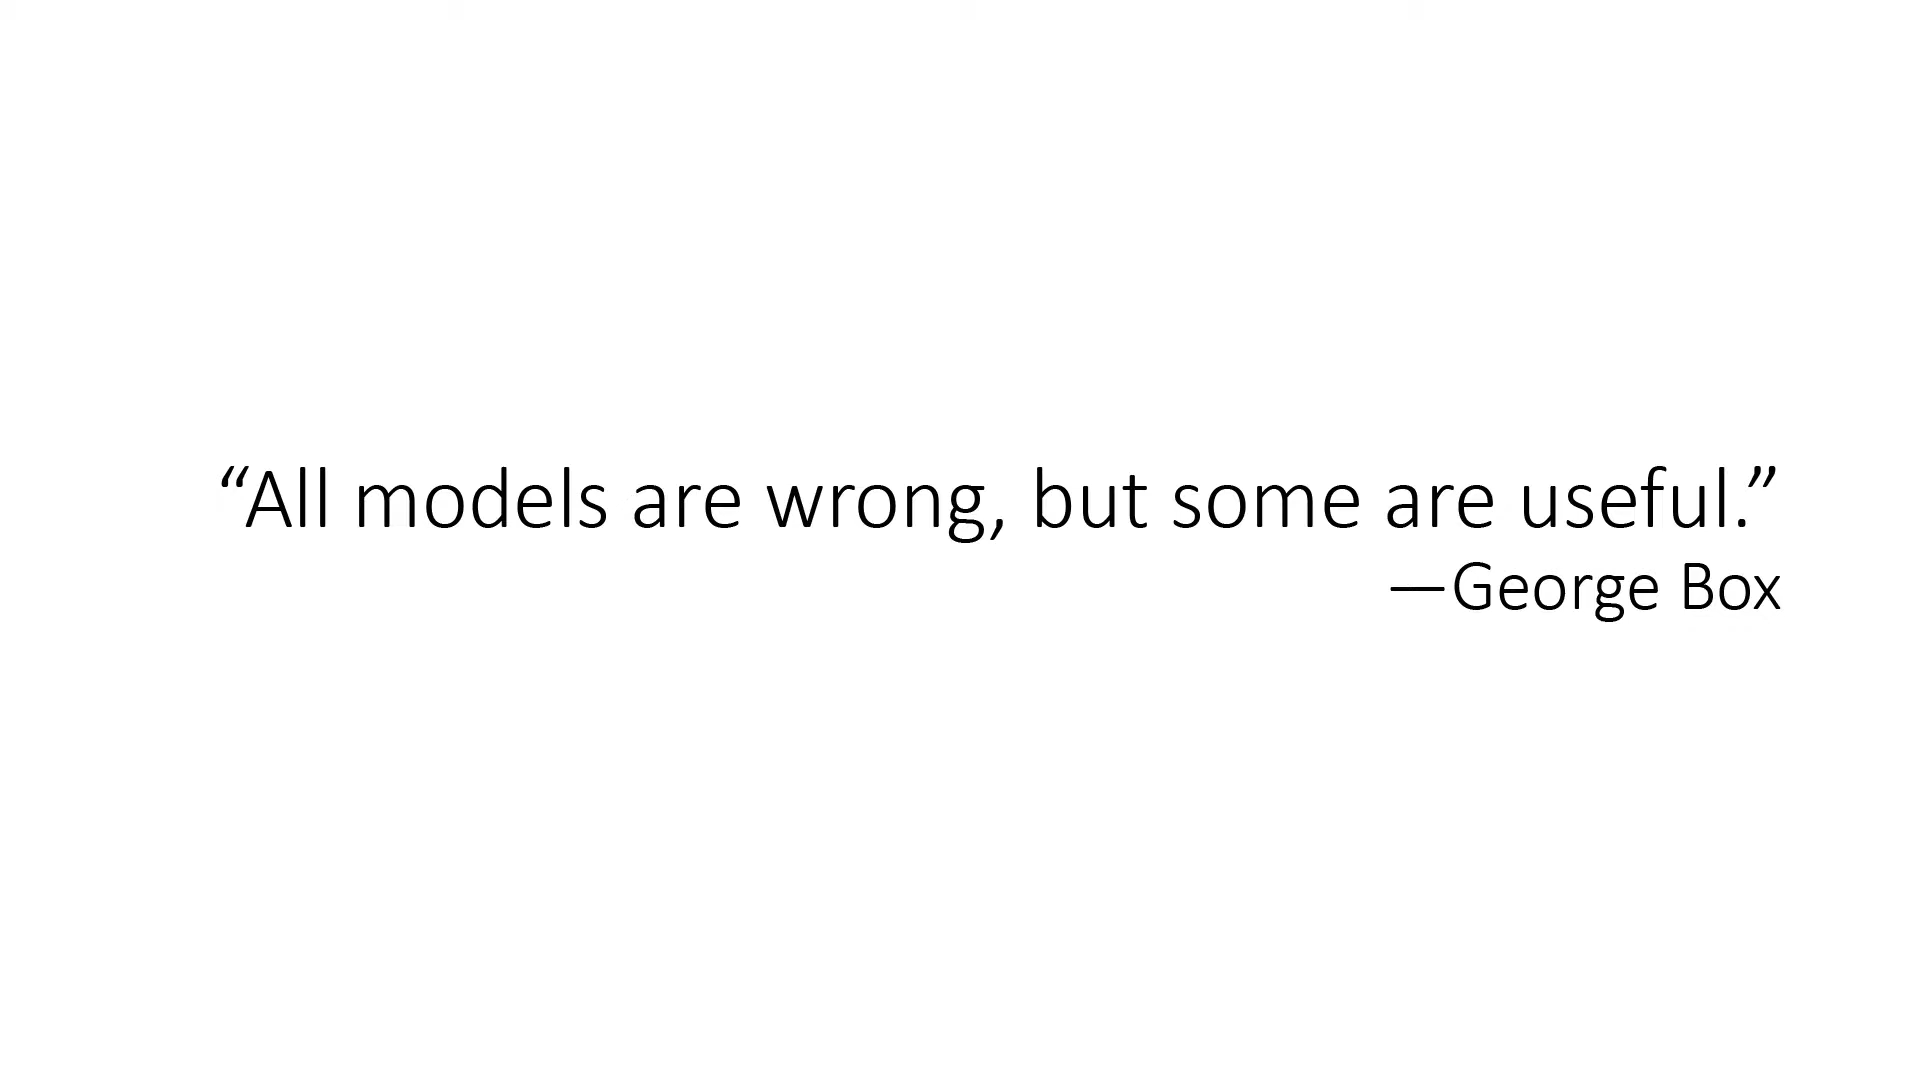 “All models are wrong, but some are useful.”
—George Box